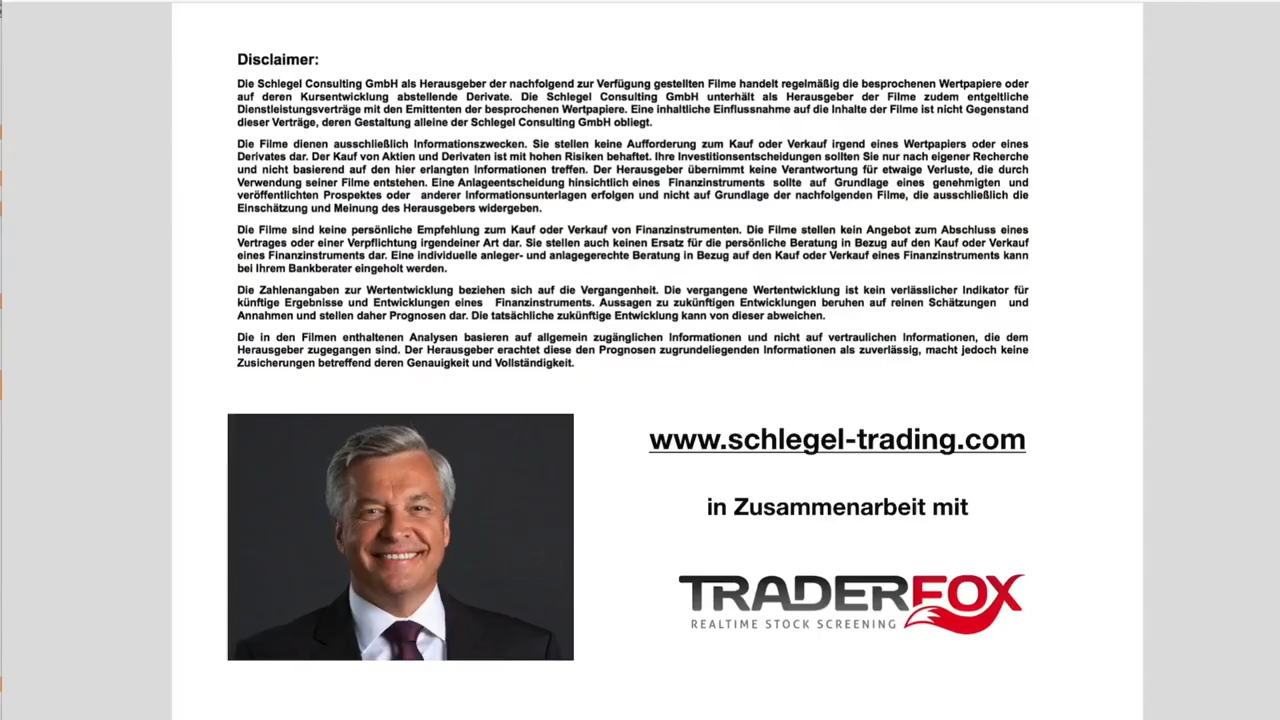 Disclaimer:
Die Schlegel Consulting GmbH als Herausgeber der nachfolgend zur Verfügung gestellten Filme handelt regelmäßig die besprochenen Wertpapiere oder
auf deren Kursentwicklung abstellende Derivate. Die Schlegel Consulting GmbH unterhält als Herausgeber der Filme zudem entgeltliche
Dienstleistungsverträge mit den Emittenten der besprochenen Wertpapiere. Eine inhaltliche Einflussnahme auf die Inhalte der Filme ist nicht Gegenstand
dieser Verträge, deren Gestaltung alleine der Schlegel Consulting GmbH obliegt.
Die Filme dienen ausschließlich Informationszwecken. Sie stellen keine Aufforderung zum Kauf oder Verkauf irgend eines Wertpapiers oder eines
Derivates dar. Der Kauf von Aktien und Derivaten ist mit hohen Risiken behaftet. Ihre Investitionsentscheidungen sollten Sie nur nach eigener Recherche
und nicht basierend auf den hier erlangten Informationen treffen. Der Herausgeber übernimmt keine Verantwortung für etwaige Verluste, die durch
Verwendung seiner Filme entstehen. Eine Anlageentscheidung hinsichtlich eines Finanzinstruments sollte auf Grundlage eines genehmigten und
veröffentlichten Prospektes oder anderer Informationsunterlagen erfolgen und nicht auf Grundlage der nachfolgenden Filme, die ausschließlich die
Einschätzung und Meinung des Herausgebers widergeben.
Die Filme sind keine persönliche Empfehlung zum Kauf oder Verkauf von Finanzinstrumenten. Die Filme stellen kein Angebot zum Abschluss eines
Vertrages oder einer Verpflichtung irgendeiner Art dar. Sie stellen auch keinen Ersatz für die persönliche Beratung in Bezug auf den Kauf oder Verkauf
eines Finanzinstruments dar. Eine individuelle anleger- und anlagegerechte Beratung in Bezug auf den Kauf oder Verkauf eines Finanzinstruments kann
bei Ihrem Bankberater eingeholt werden.
Die Zahlenangaben zur Wertentwicklung beziehen sich auf die Vergangenheit. Die vergangene Wertentwicklung ist kein verlässlicher Indikator für
künftige Ergebnisse und Entwicklungen eines Finanzinstruments. Aussagen zu zukünftigen Entwicklungen beruhen auf reinen Schätzungen und
Annahmen und stellen daher Prognosen dar. Die tatsächliche zukünftige Entwicklung kann von dieser abweichen.
Die in den Filmen enthaltenen Analysen basieren auf allgemein zugänglichen Informationen und nicht auf vertraulichen Informationen, die dem
Herausgeber zugegangen sind. Der Herausgeber erachtet diese den Prognosen zugrundeliegenden Informationen als zuverlässig, macht jedoch keine
Zusicherungen betreffend deren Genauigkeit und Vollständigkeit.
www.schlegel-trading.com
in Zusammenarbeit mit
TRADERFOX
REALTIME STOCK SCREENING